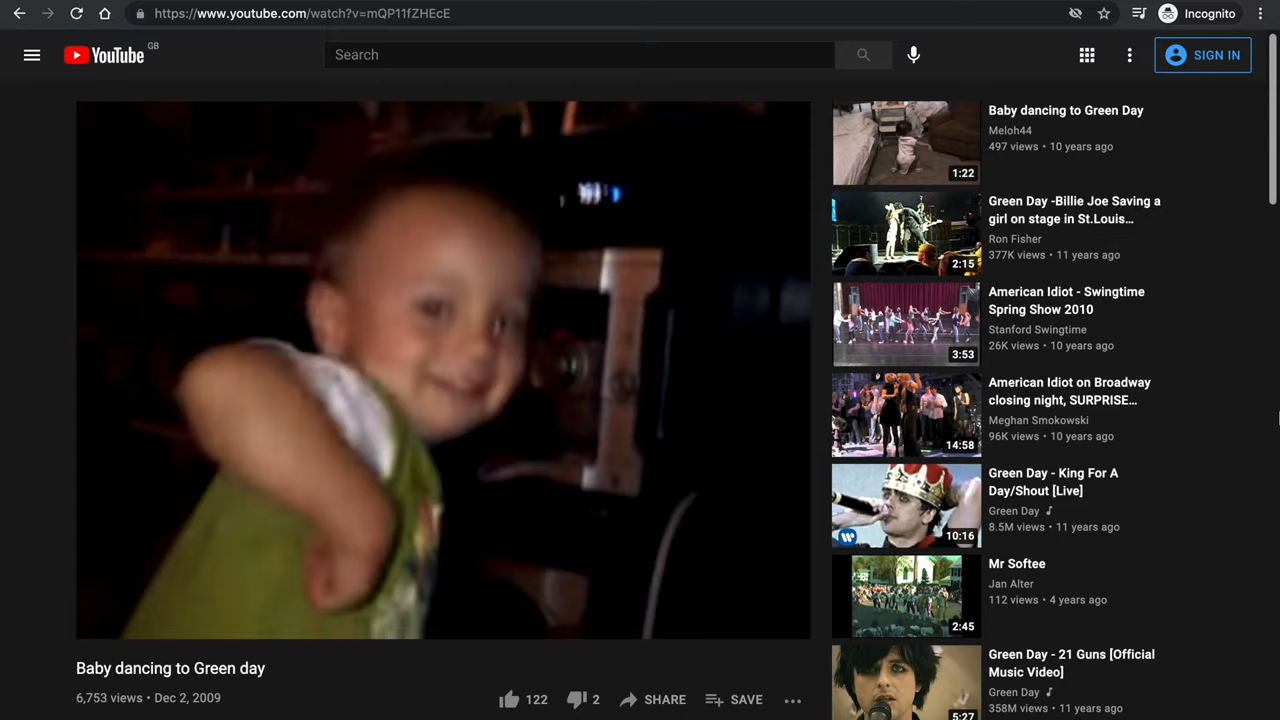 https://www.youtube.com/watch?v=mQP11fZHEcE
Incognito
YouTube GB
Search
SIGN IN
Baby dancing to Green day
6,753 views • Dec 2, 2009
122
2
SHARE
SAVE
Baby dancing to Green Day
Meloh44
497 views • 10 years ago
1:22
Green Day -Billie Joe Saving a
girl on stage in St.Louis...
Ron Fisher
377K views • 11 years ago
2:15
American Idiot - Swingtime
Spring Show 2010
Stanford Swingtime
26K views • 10 years ago
3:53
American Idiot on Broadway
closing night, SURPRISE...
Meghan Smokowski
96K views • 10 years ago
14:58
Green Day - King For A
Day/Shout [Live]
Green Day
8.5M views • 11 years ago
10:16
Mr Softee
Jan Alter
112 views • 4 years ago
2:45
Green Day - 21 Guns [Official
Music Video]
Green Day
358M views • 11 years ago
5:27